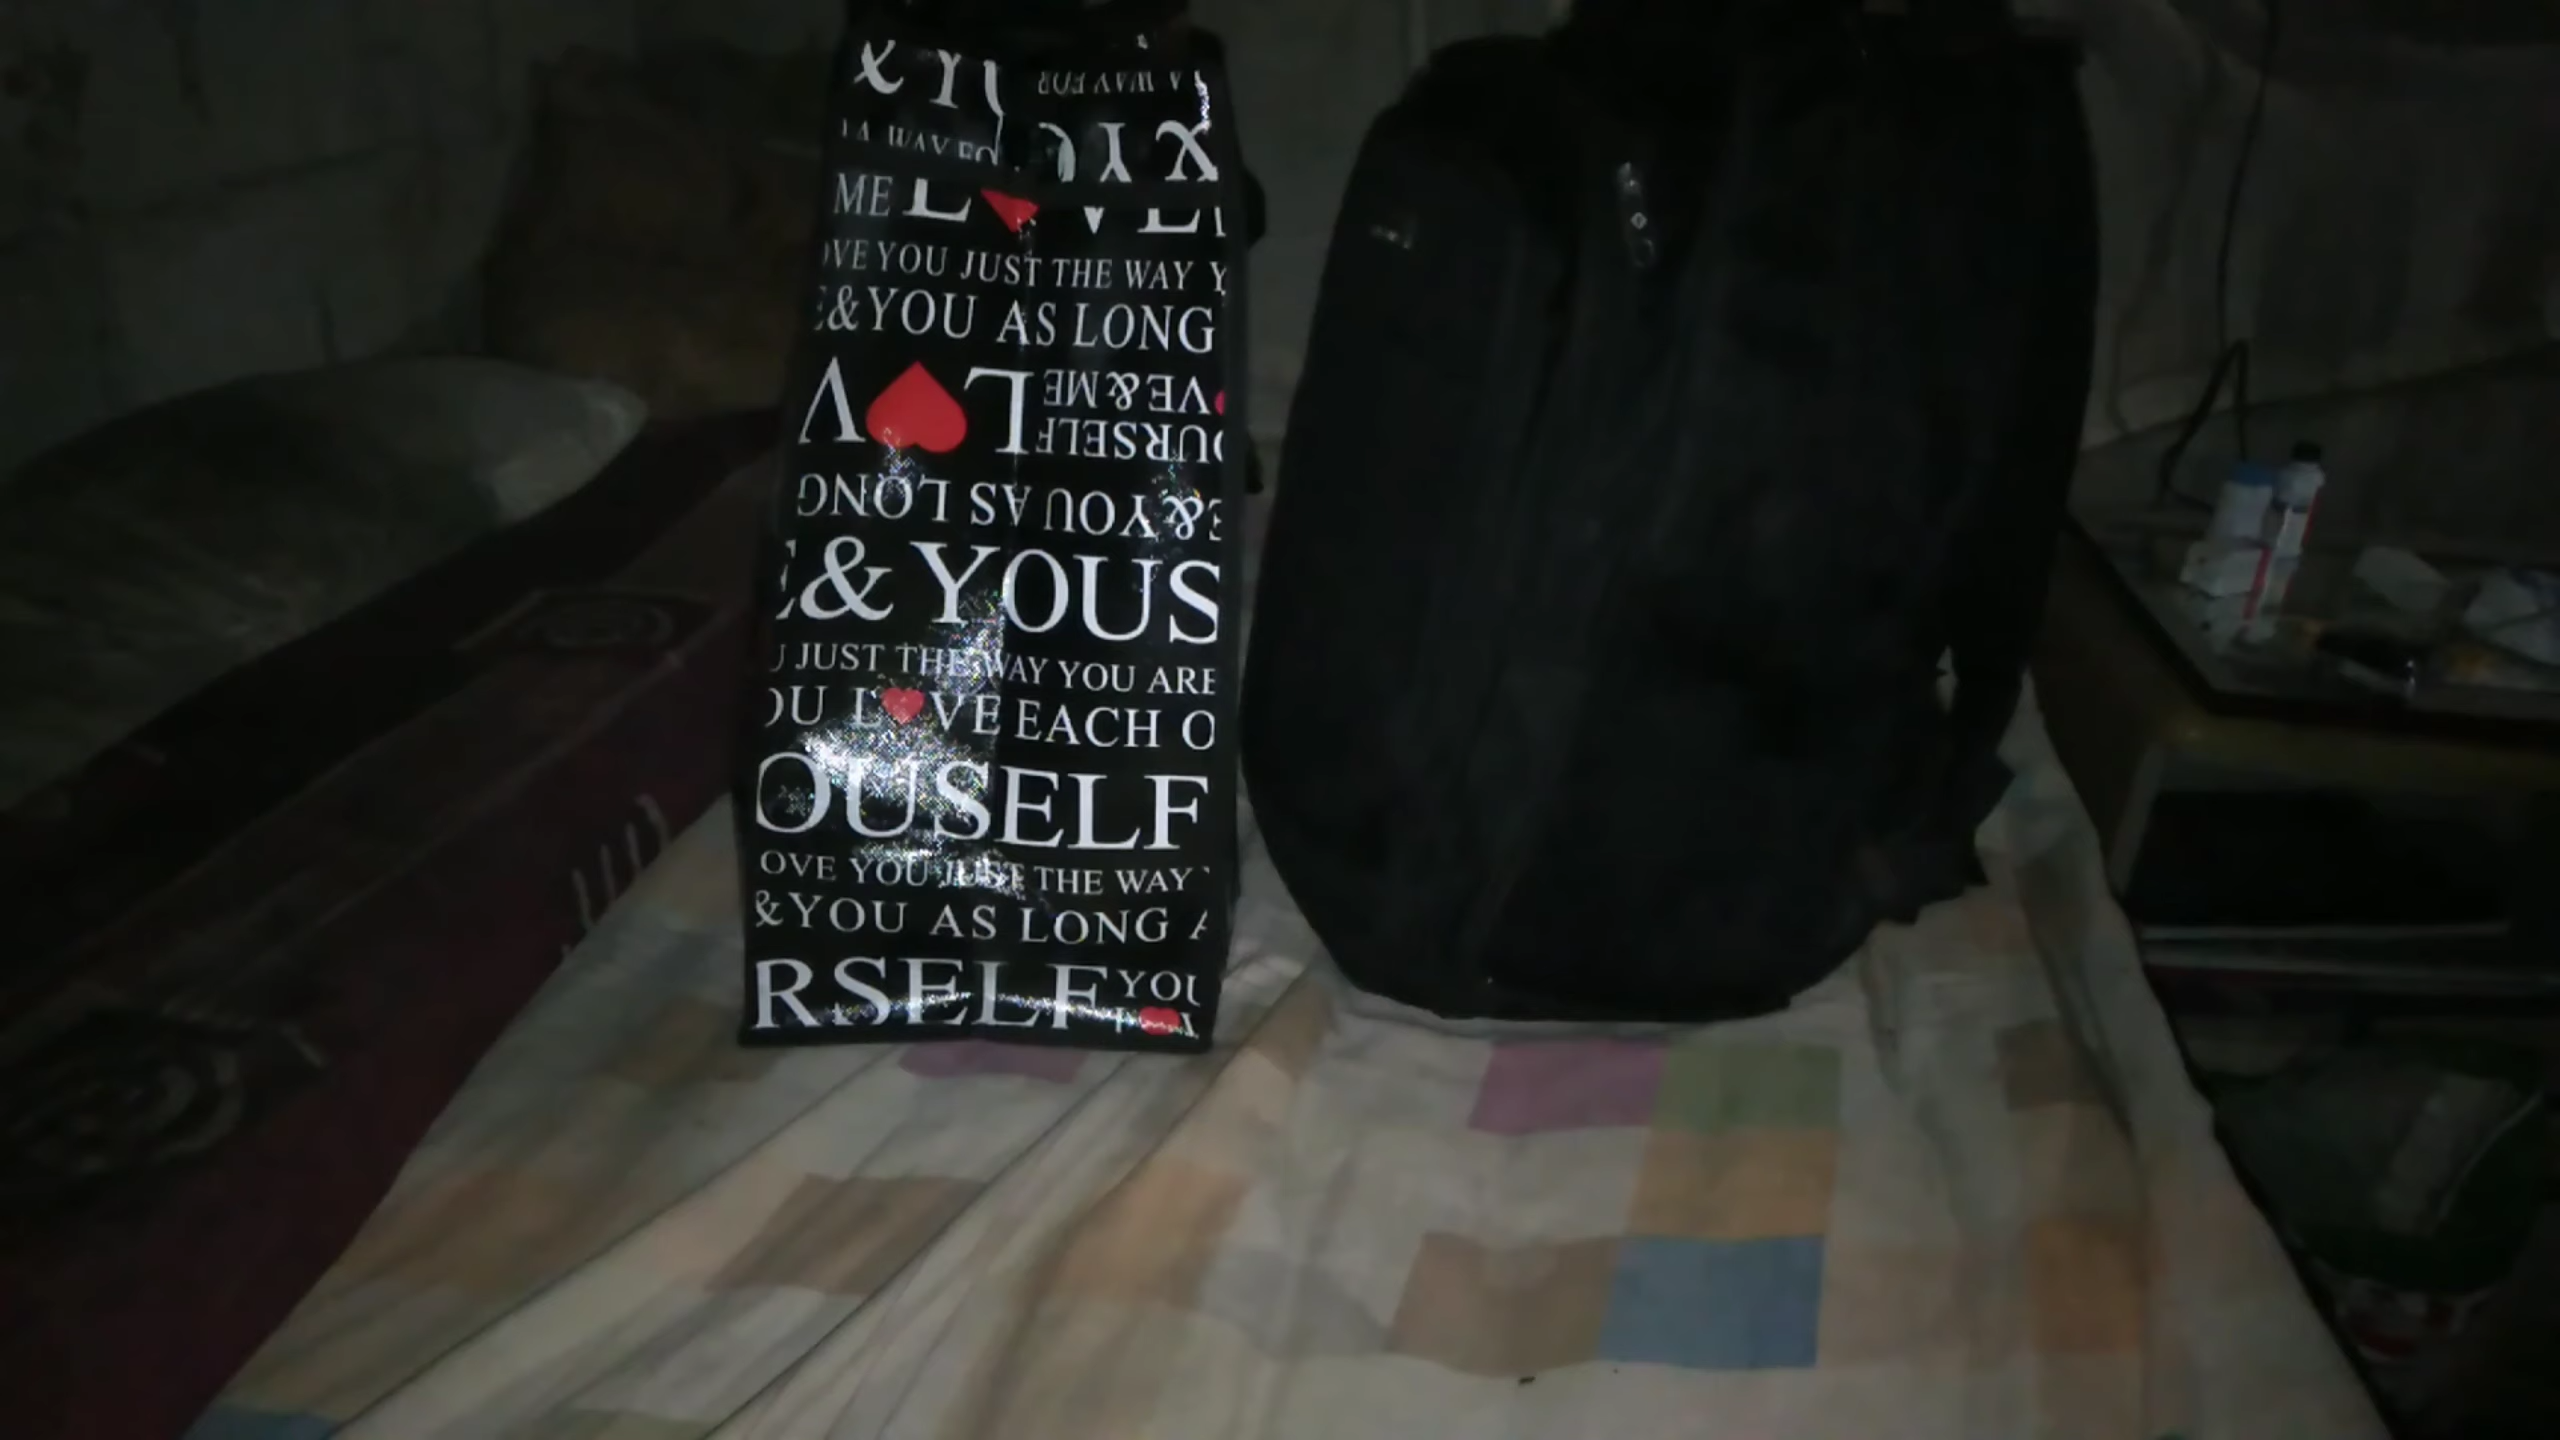 & YO
A WAY FOR
A WAY FO
& YO
ME L VE
OVE YOU JUST THE WAY Y
E&YOU AS LONG
L V
VE & ME
OURSELF
E& YOU AS LONG
E&YOUS
U JUST THE WAY YOU ARE
OU L VE EACH O
OUSELF
OVE YOU JUST THE WAY
&YOU AS LONG A
RSELF YOU